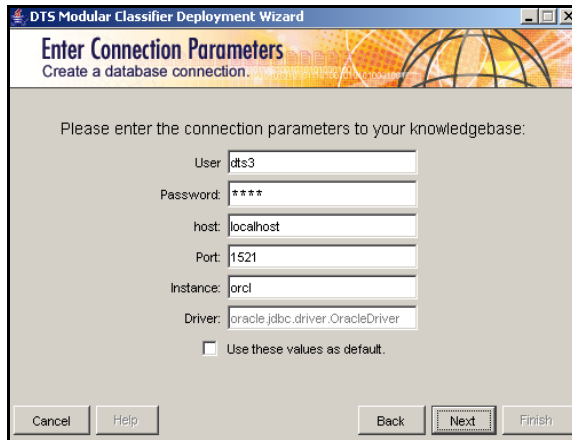 DTS Modular Classifier Deployment Wizard
Enter Connection Parameters
Create a database connection.
Please enter the connection parameters to your knowledgebase:
User dts3
Password: ****
host: localhost
Port: 1521
Instance: orcl
Driver: oracle.jdbc.driver.OracleDriver
Use these values as default.
Cancel Help Back Next Finish